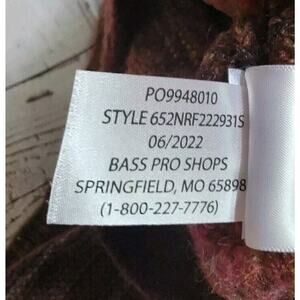 PO9948010
STYLE 652NRF222931S
06/2022
BASS PRO SHOPS
SPRINGFIELD, MO 65898
(1-800-227-7776)